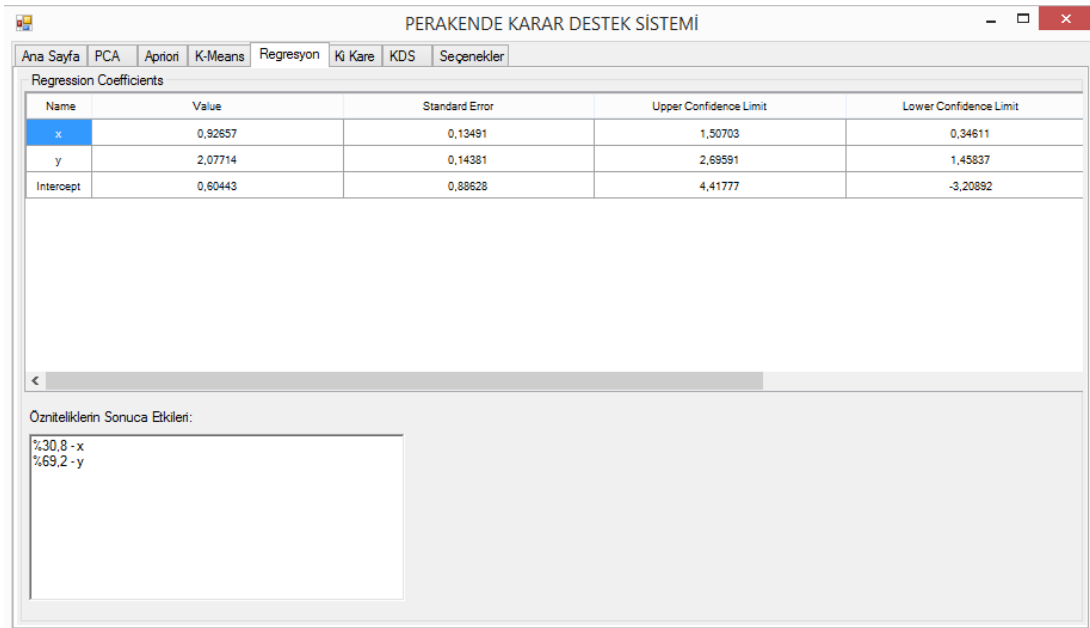 PERAKENDE KARAR DESTEK SİSTEMİ
Ana Sayfa PCA Apriori K-Means Regresyon Ki Kare KDS Seçenekler
Regression Coefficients
Name Value Standard Error Upper Confidence Limit Lower Confidence Limit
x 0,92657 0,13491 1,50703 0,34611
y 2,07714 0,14381 2,69591 1,45837
Intercept 0,60443 0,88628 4,41777 -3,20892
Özniteliklerin Sonuca Etkileri:
%30,8 - x
%69,2 - y